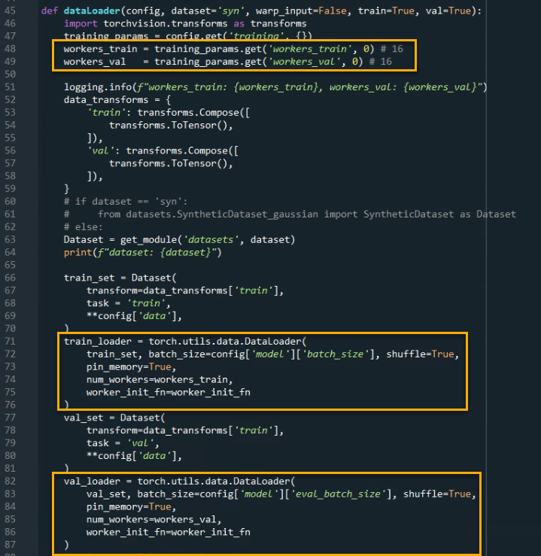 45 def dataLoader(config, dataset='syn', warp_input=False, train=True, val=True):
46 import torchvision.transforms as transforms
47 training_params = config.get('training', {})
48 workers_train = training_params.get('workers_train', 0) # 16
49 workers_val   = training_params.get('workers_val', 0) # 16
50
51 logging.info(f"workers_train: {workers_train}, workers_val: {workers_val}")
52 data_transforms = {
53 'train': transforms.Compose([
54 transforms.ToTensor(),
55 ]),
56 'val': transforms.Compose([
57 transforms.ToTensor(),
58 ]),
59 }
60 # if dataset == 'syn':
61 #     from datasets.SyntheticDataset_gaussian import SyntheticDataset as Dataset
62 # else:
63 Dataset = get_module('datasets', dataset)
64 print(f"dataset: {dataset}")
65
66 train_set = Dataset(
67 transform=data_transforms['train'],
68 task = 'train',
69 **config['data'],
70 )
71 train_loader = torch.utils.data.DataLoader(
72 train_set, batch_size=config['model']['batch_size'], shuffle=True,
73 pin_memory=True,
74 num_workers=workers_train,
75 worker_init_fn=worker_init_fn
76 )
77 val_set = Dataset(
78 transform=data_transforms['train'],
79 task = 'val',
80 **config['data'],
81 )
82 val_loader = torch.utils.data.DataLoader(
83 val_set, batch_size=config['model']['eval_batch_size'], shuffle=True,
84 pin_memory=True,
85 num_workers=workers_val,
86 worker_init_fn=worker_init_fn
87 )